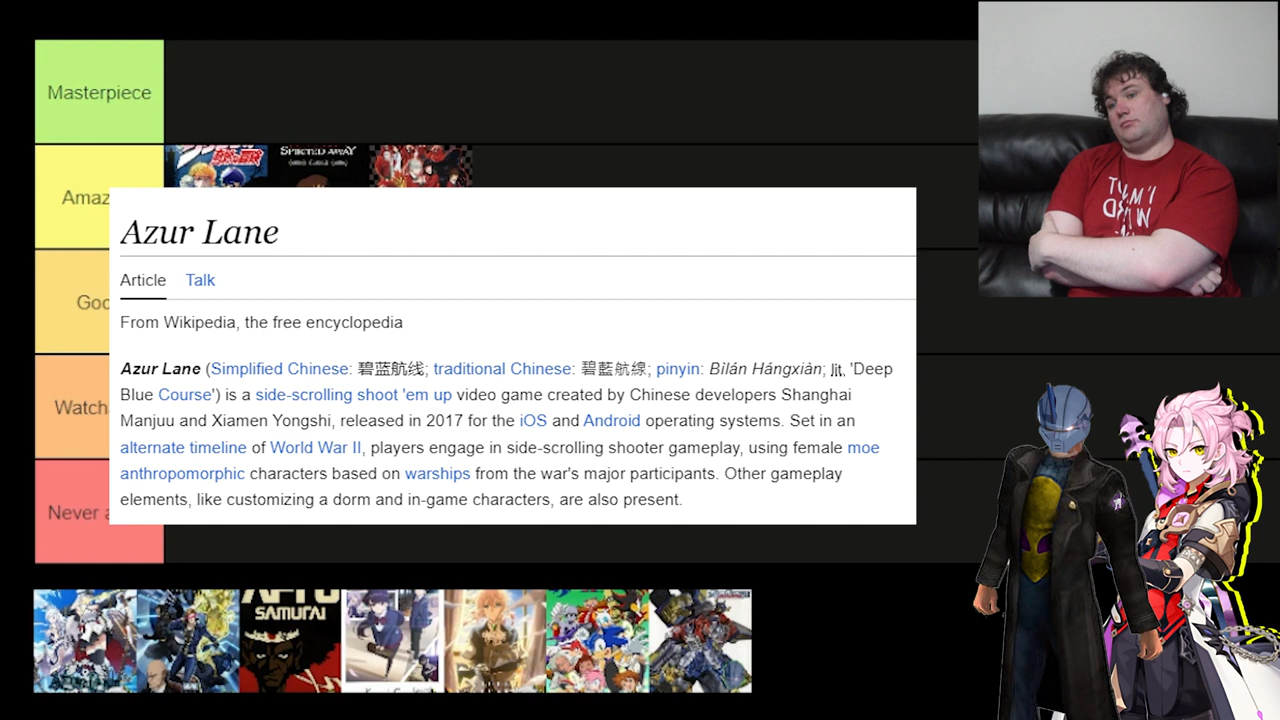 Masterpiece
SPIRITED AWAY
Amaz
Azur Lane
Article Talk
Goo
From Wikipedia, the free encyclopedia
Azur Lane (Simplified Chinese: 碧蓝航线; traditional Chinese: 碧藍航線; pinyin: Bìlán Hángxiàn; lit. 'Deep
Blue Course') is a side-scrolling shoot 'em up video game created by Chinese developers Shanghai
Watch
Manjuu and Xiamen Yongshi, released in 2017 for the iOS and Android operating systems. Set in an
alternate timeline of World War II, players engage in side-scrolling shooter gameplay, using female moe
anthropomorphic characters based on warships from the war's major participants. Other gameplay
elements, like customizing a dorm and in-game characters, are also present.
Never a
I'M
SAMURAI